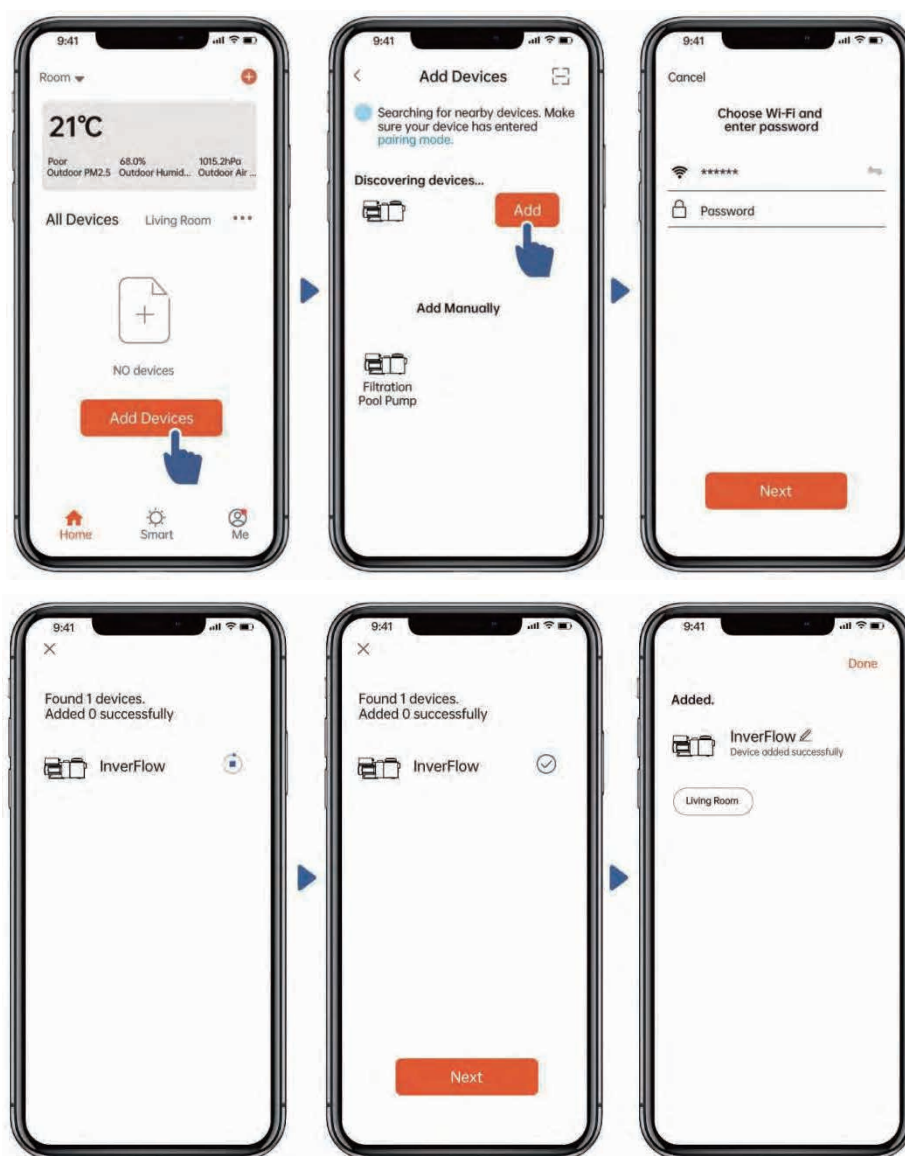 9:41
Room
21°C
Poor 68.0% 1015.2hPa
Outdoor PM2.5 Outdoor Humid... Outdoor Air ...
All Devices Living Room
NO devices
Add Devices
Home Smart Me
9:41
Add Devices
Searching for nearby devices. Make
sure your device has entered
pairing mode.
Discovering devices...
Add
Add Manually
Filtration
Pool Pump
9:41
Cancel
Choose Wi-Fi and
enter password
******
Password
Next
9:41
Found 1 devices.
Added 0 successfully
InverFlow
9:41
Found 1 devices.
Added 0 successfully
InverFlow
Next
9:41
Done
Added.
InverFlow
Device added successfully
Living Room